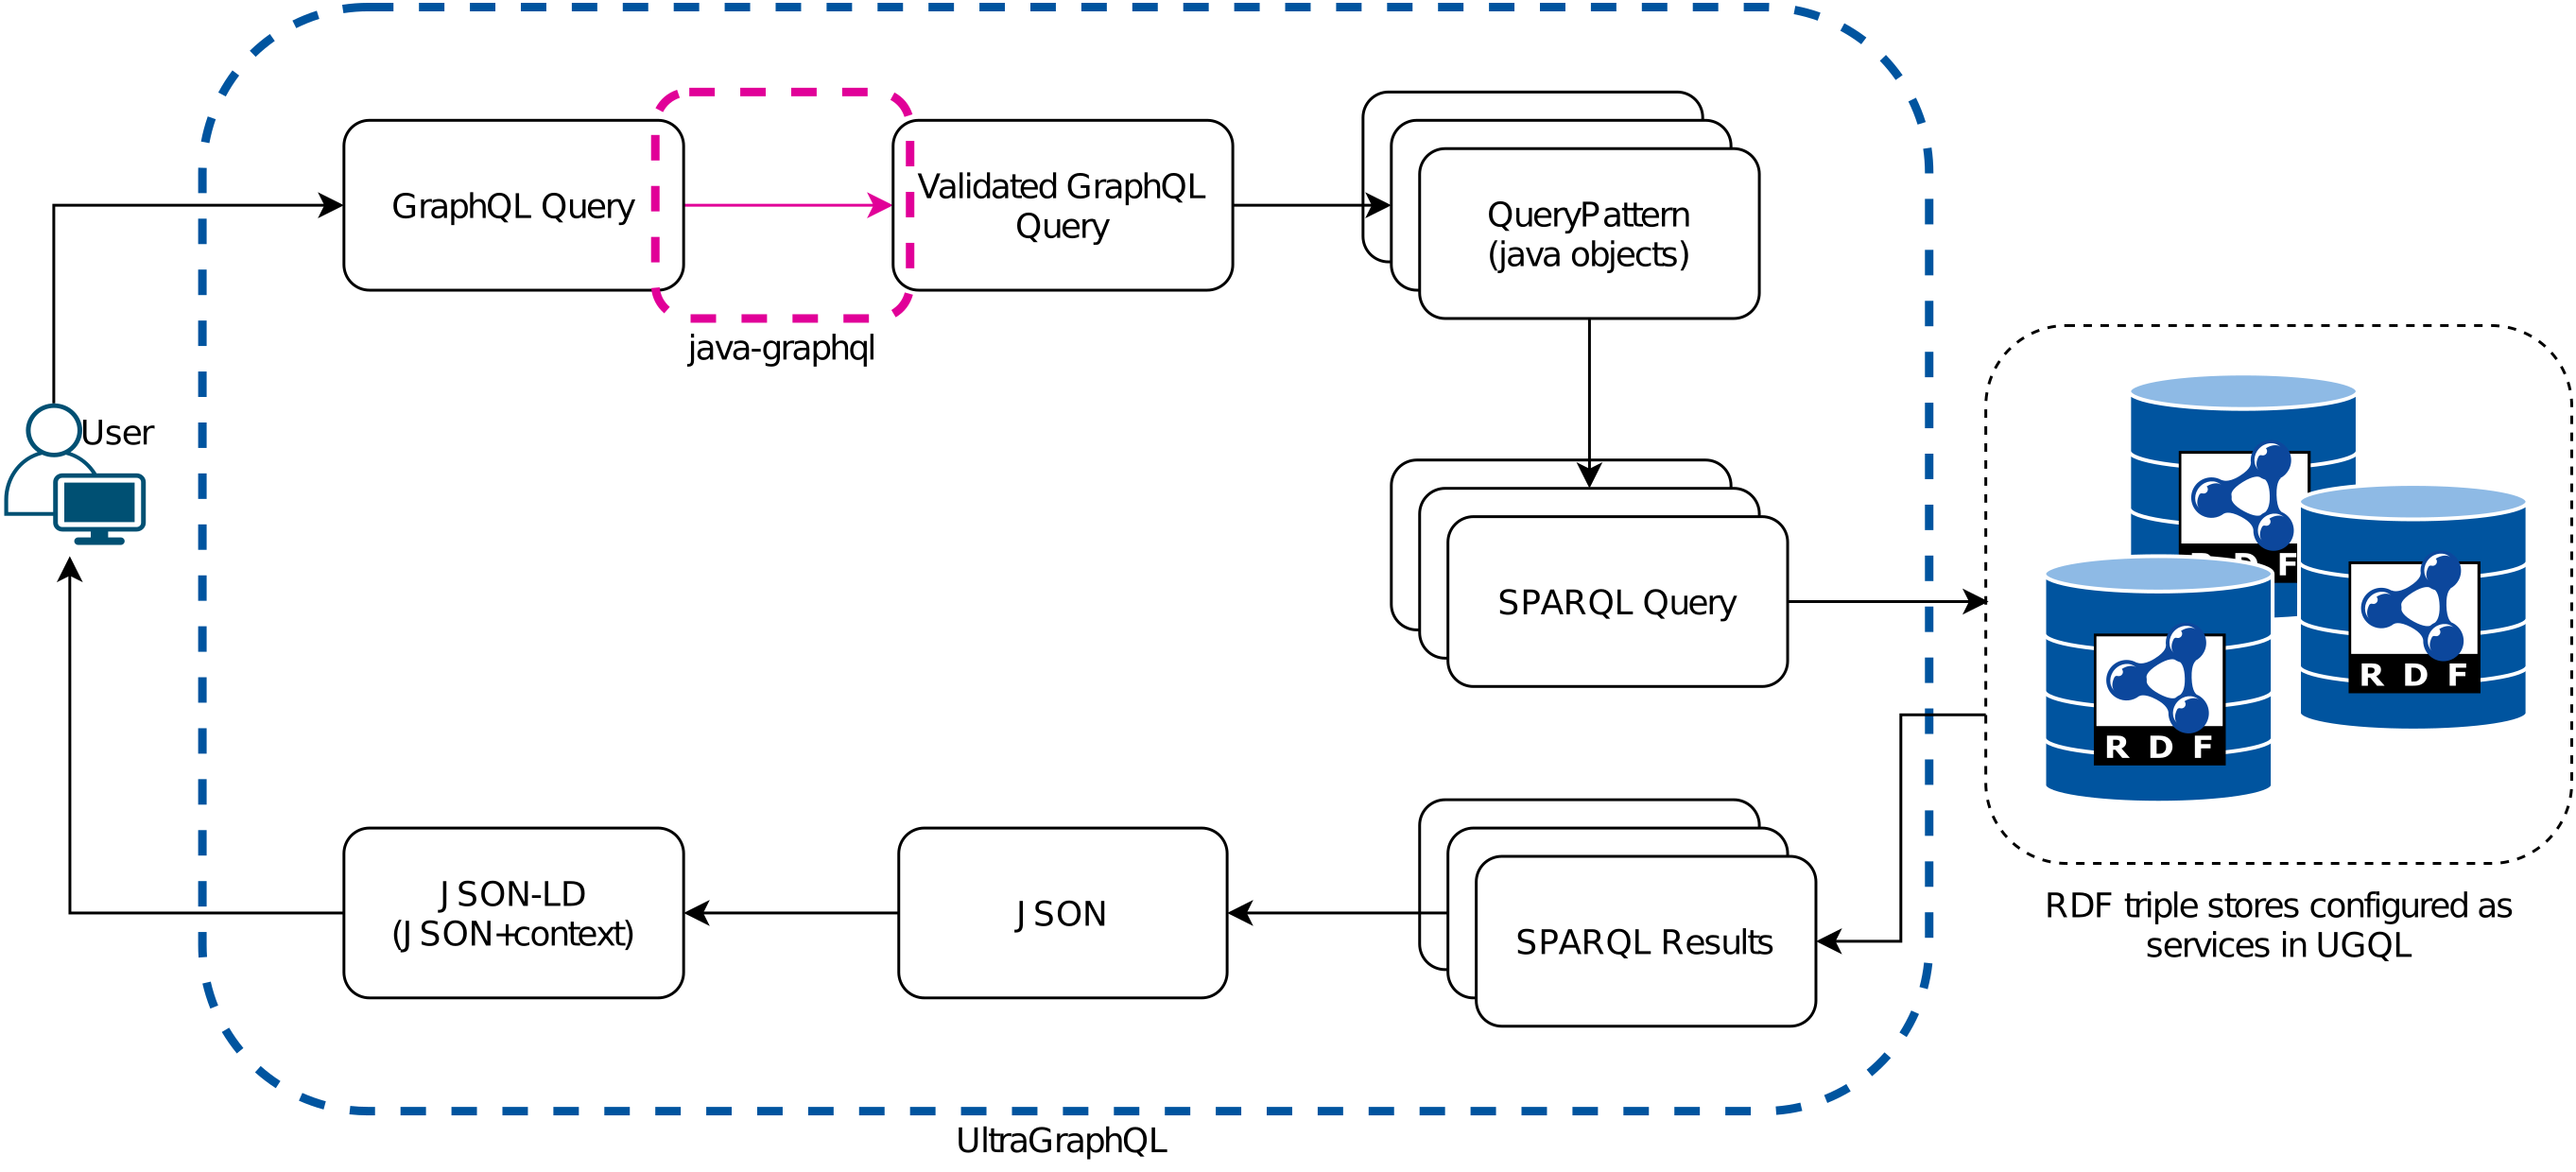 GraphQL Query
Validated GraphQL
Query
QueryPattern
(java objects)
java-graphql
User
SPARQL Query
R D F
R D F
R D F
JSON-LD
(JSON+context)
JSON
SPARQL Results
RDF triple stores configured as
services in UGQL
UltraGraphQL